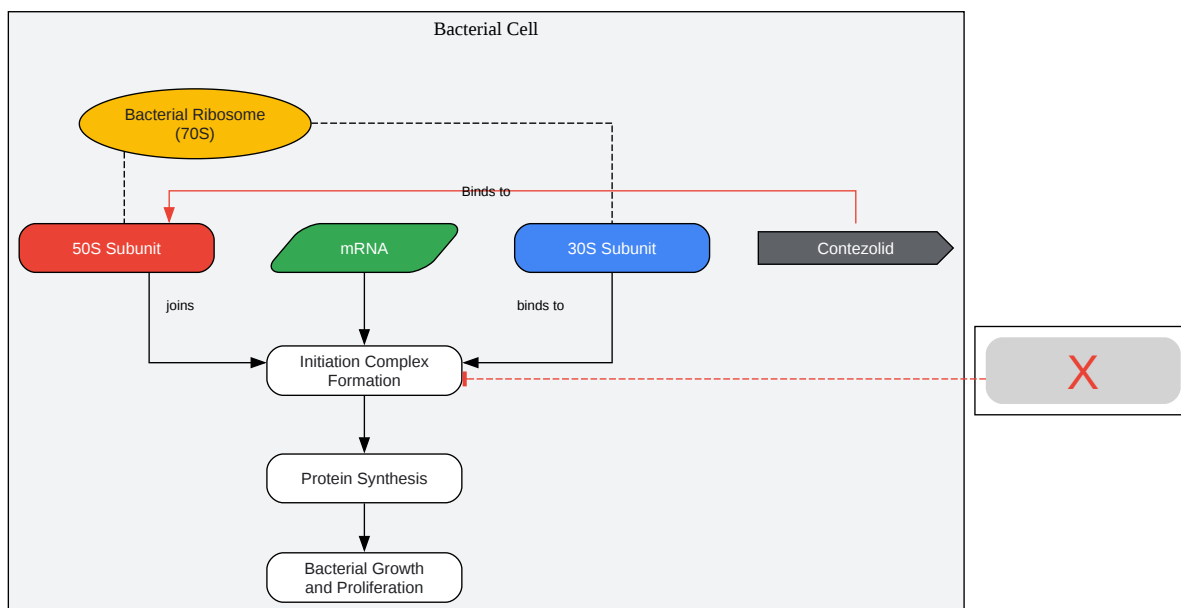 Bacterial Cell
Bacterial Ribosome
(70S)
Binds to
50S Subunit
mRNA
30S Subunit
Contezolid
joins
binds to
Initiation Complex
Formation
X
Protein Synthesis
Bacterial Growth
and Proliferation